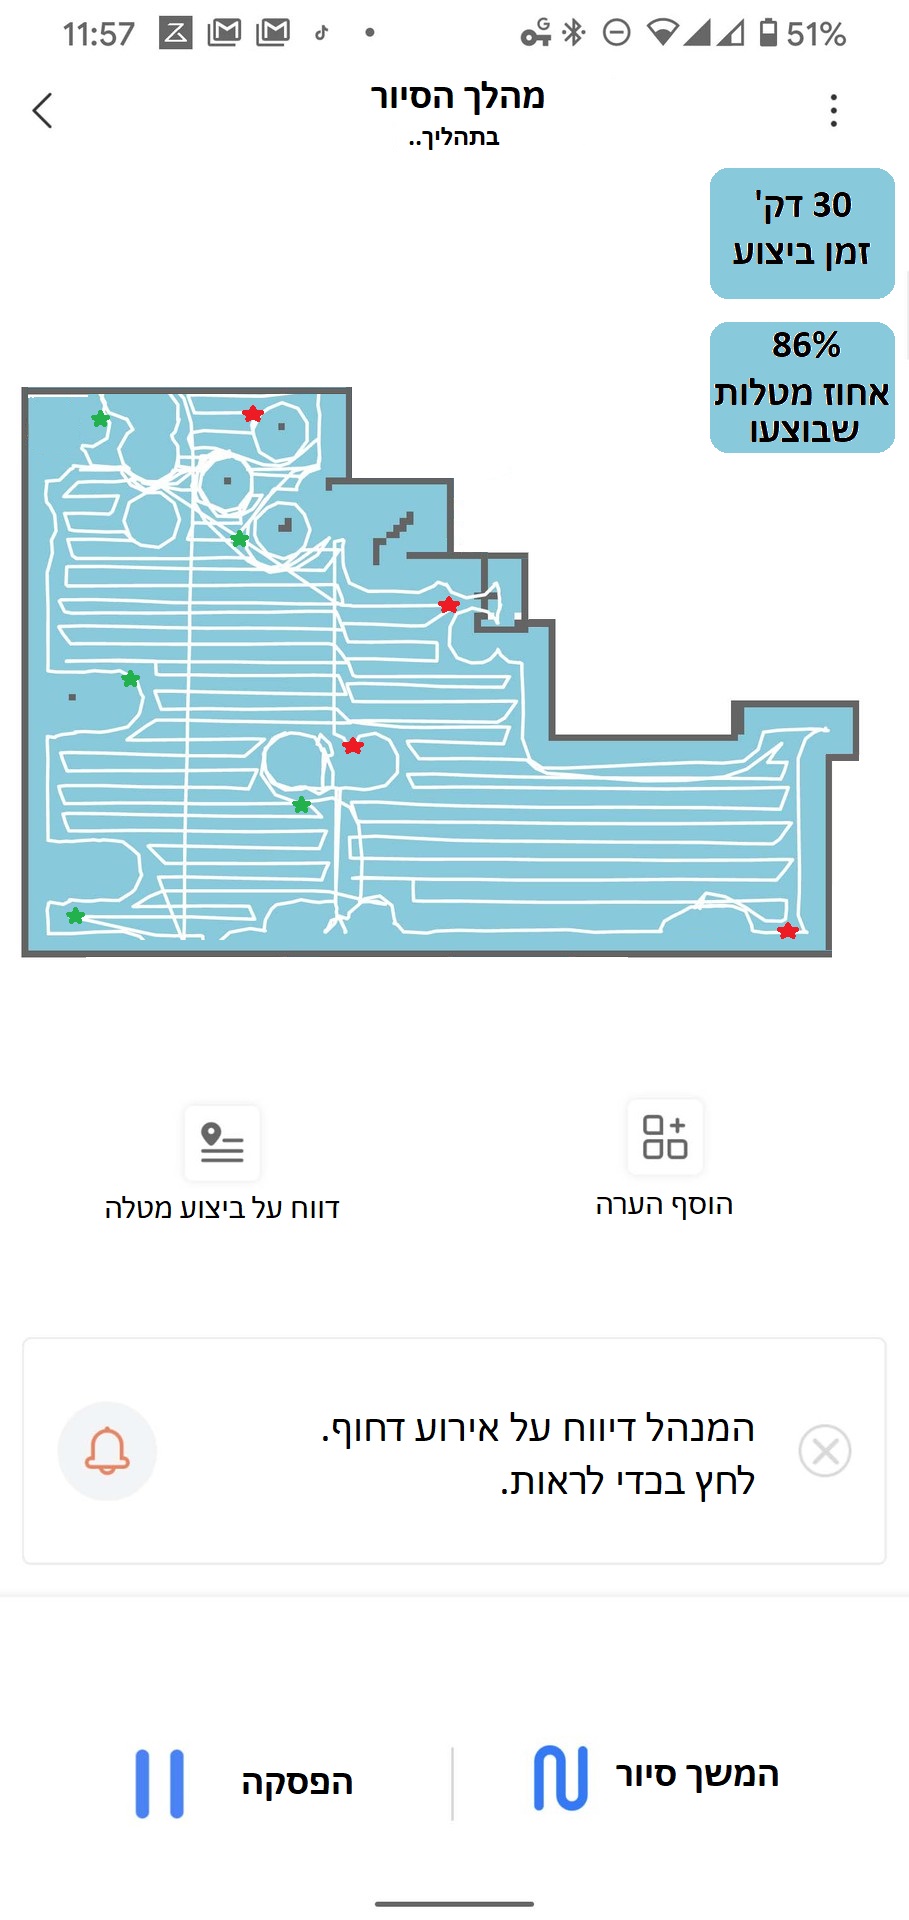 11:57
51%
מהלך הסיור
בתהליך..
30 דק'
זמן ביצוע
86%
אחוז מטלות
שבוצעו
הוסף הערה
דווח על ביצוע מטלה
המנהל דיווח על אירוע דחוף.
לחץ בכדי לראות.
המשך סיור
הפסקה